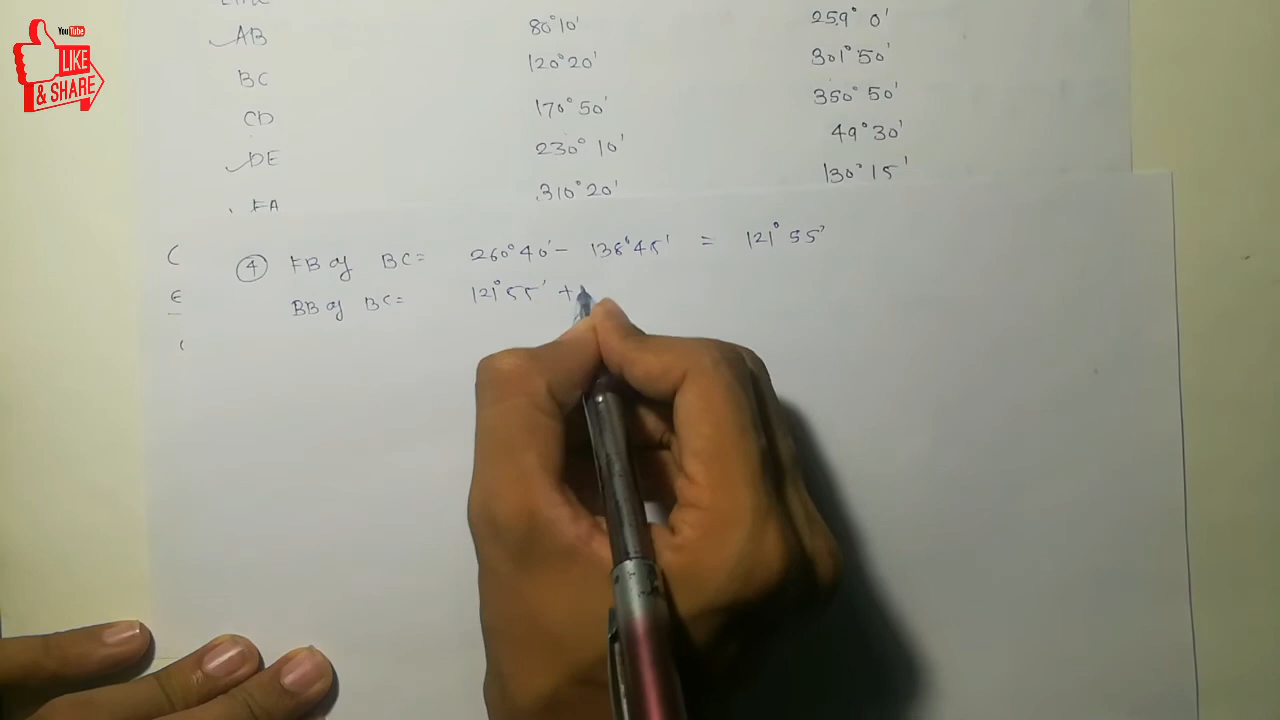 YouTube
LIKE
& SHARE
AB 80°10' 259° 0'
BC 120°20' 301°50'
CD 170°50' 350°50'
DE 230°10' 49°30'
EA 310°20' 130°15'
④ FB of BC = 260°40' - 138°45' = 121°55'
BB of BC = 121°55' +